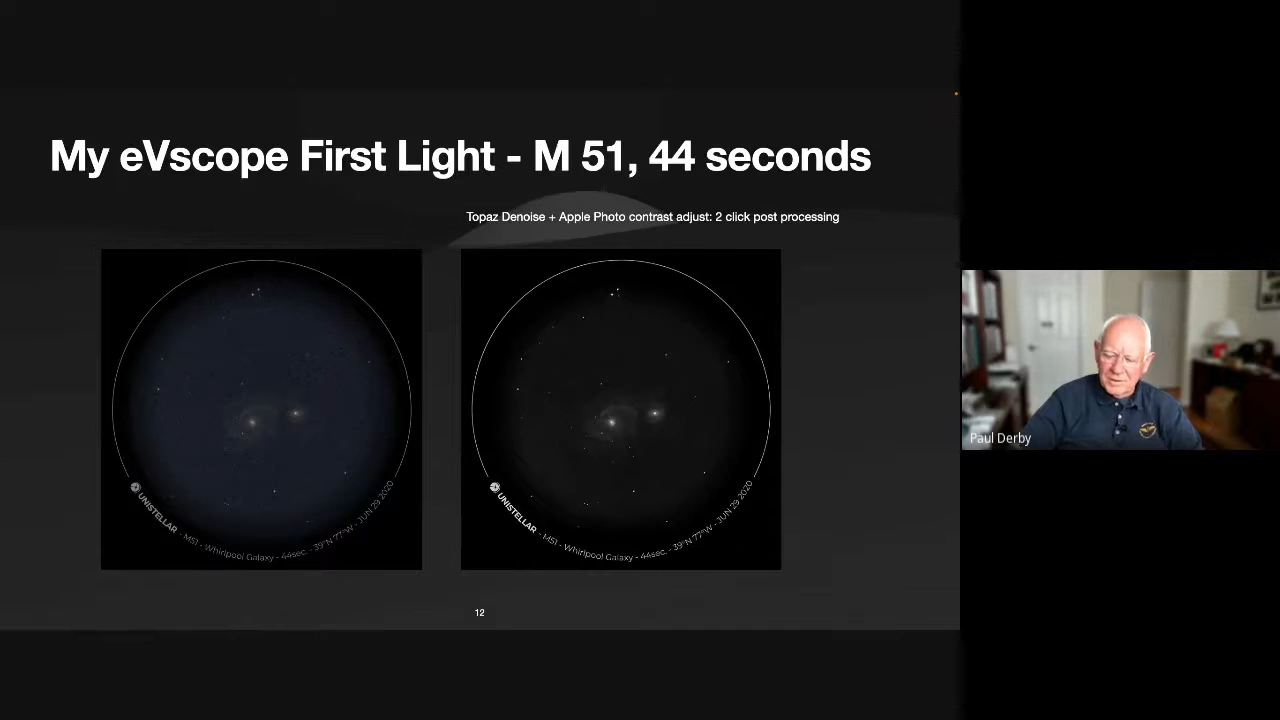 My eVscope First Light - M 51, 44 seconds
Topaz Denoise + Apple Photo contrast adjust: 2 click post processing
UNISTELLAR - M51 - Whirlpool Galaxy - 44sec. - 39°N 77°W - JUN 29 2020
UNISTELLAR - M51 - Whirlpool Galaxy - 44sec. - 39°N 77°W - JUN 29 2020
12
Paul Derby